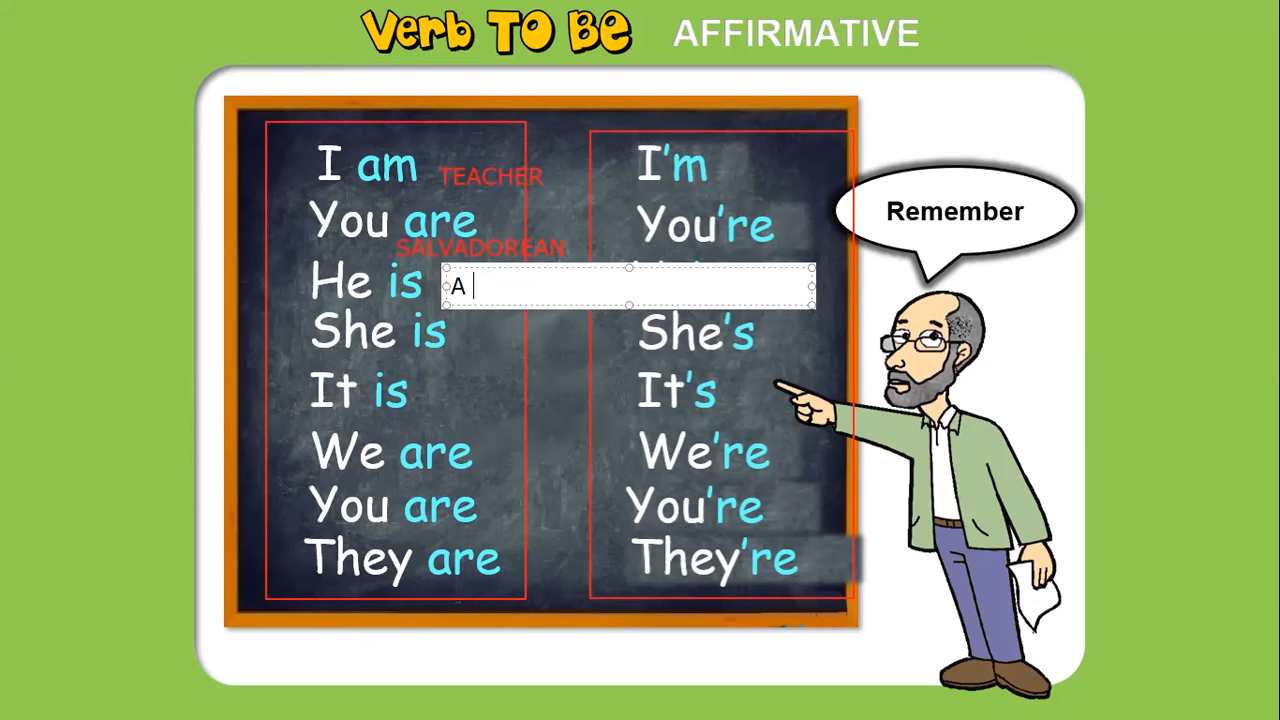 Verb TO BE AFFIRMATIVE
I am
TEACHER
You are
SALVADOREAN
He is
A
She is
It is
We are
You are
They are
I'm
You're
She's
It's
We're
You're
They're
Remember